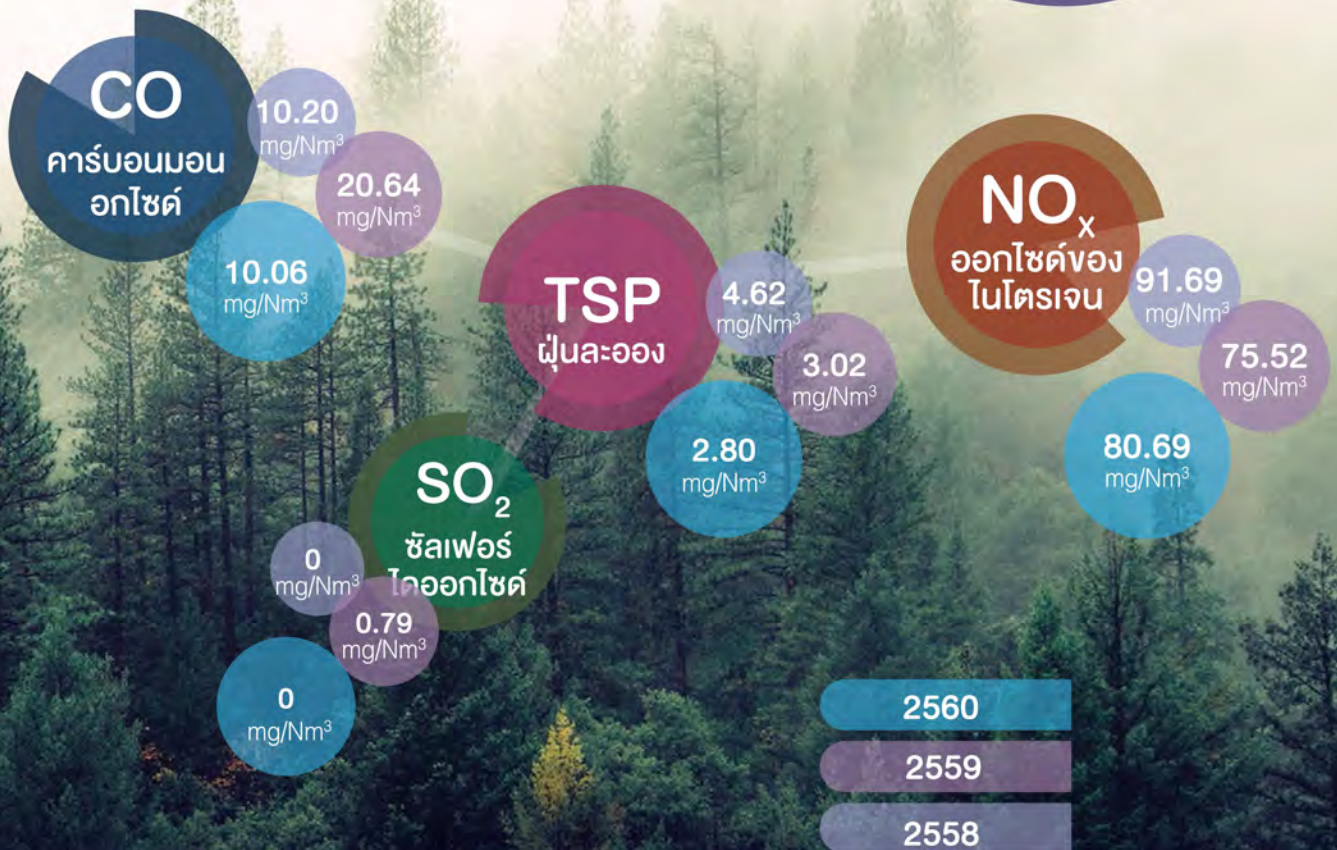 CO
คาร์บอนมอน
อกไซด์
10.20
mg/Nm³
20.64
mg/Nm³
10.06
mg/Nm³
TSP
ฝุ่นละออง
4.62
mg/Nm³
3.02
mg/Nm³
2.80
mg/Nm³
NOₓ
ออกไซด์ของ
ไนโตรเจน
91.69
mg/Nm³
75.52
mg/Nm³
80.69
mg/Nm³
SO₂
ซัลเฟอร์
ไดออกไซด์
0
mg/Nm³
0.79
mg/Nm³
0
mg/Nm³
2560
2559
2558